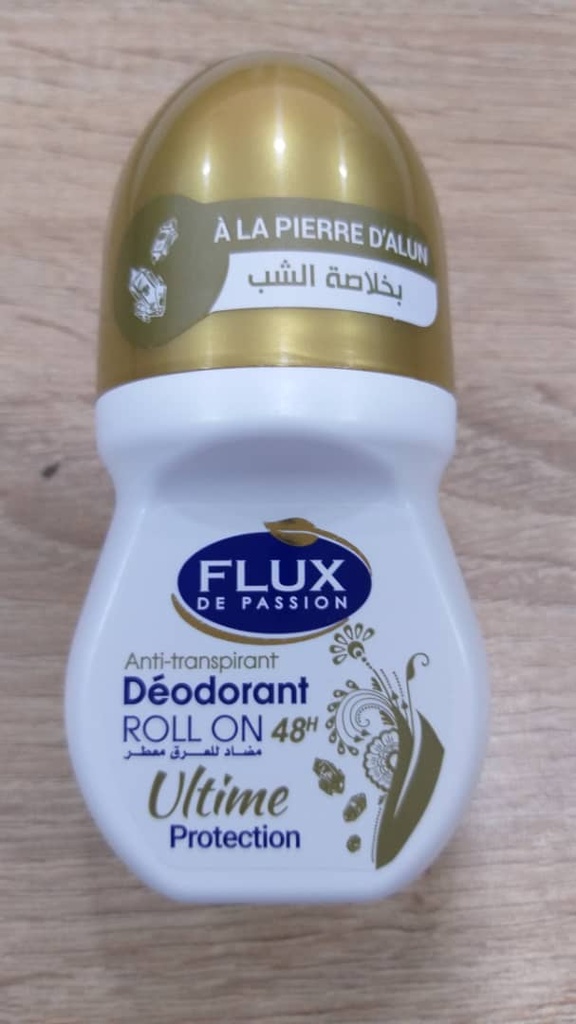 À LA PIERRE D'ALUN
بخلاصة الشب
FLUX
DE PASSION
Anti-transpirant
Déodorant
ROLL ON 48H
مضاد للعرق معطر
Ultime
Protection